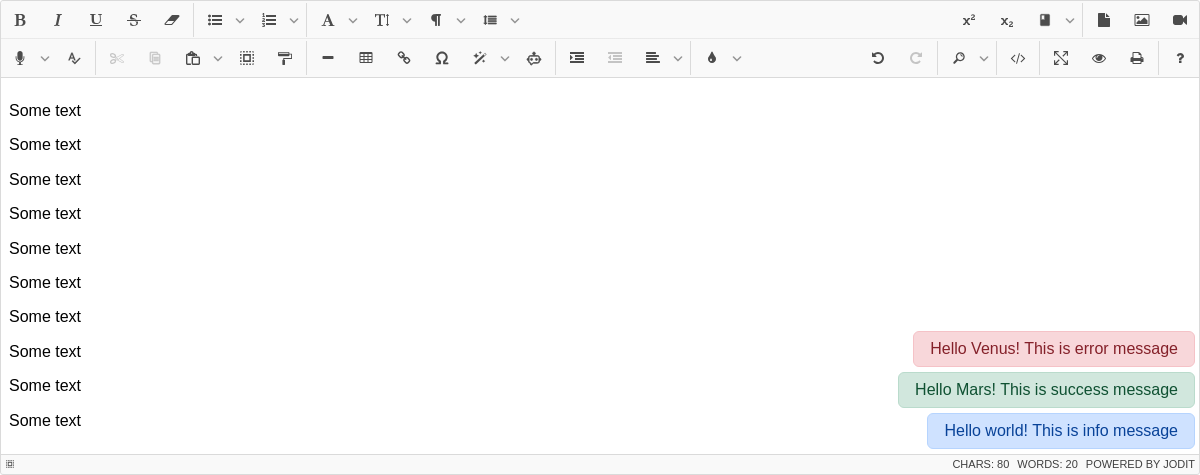 Some text
Some text
Some text
Some text
Some text
Some text
Some text
Some text
Some text
Some text
Hello Venus! This is error message
Hello Mars! This is success message
Hello world! This is info message
CHARS: 80 WORDS: 20 POWERED BY JODIT